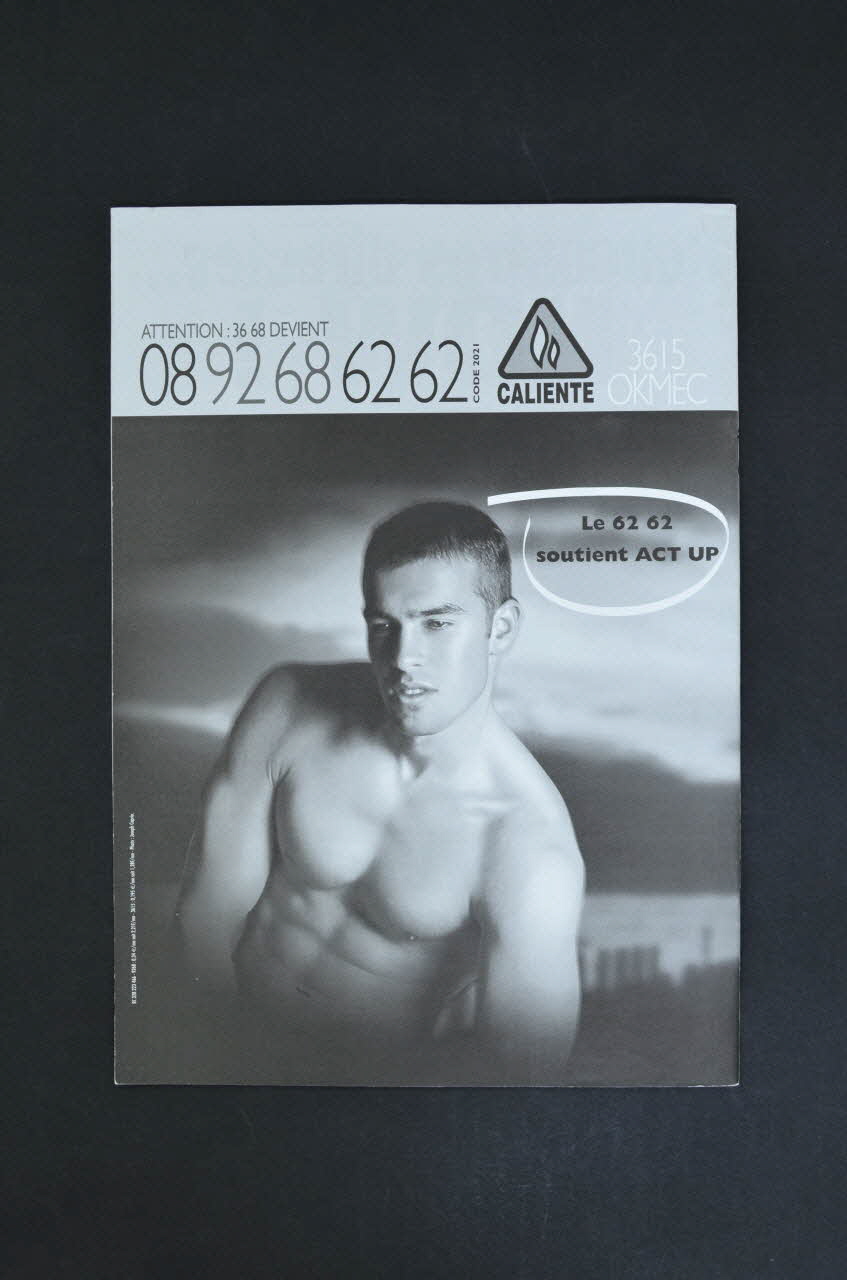 ATTENTION : 36 68 DEVIENT
08 92 68 62 62
CODE 2021
CALIENTE
3615
OKMEC
Le 62 62
soutient ACT UP